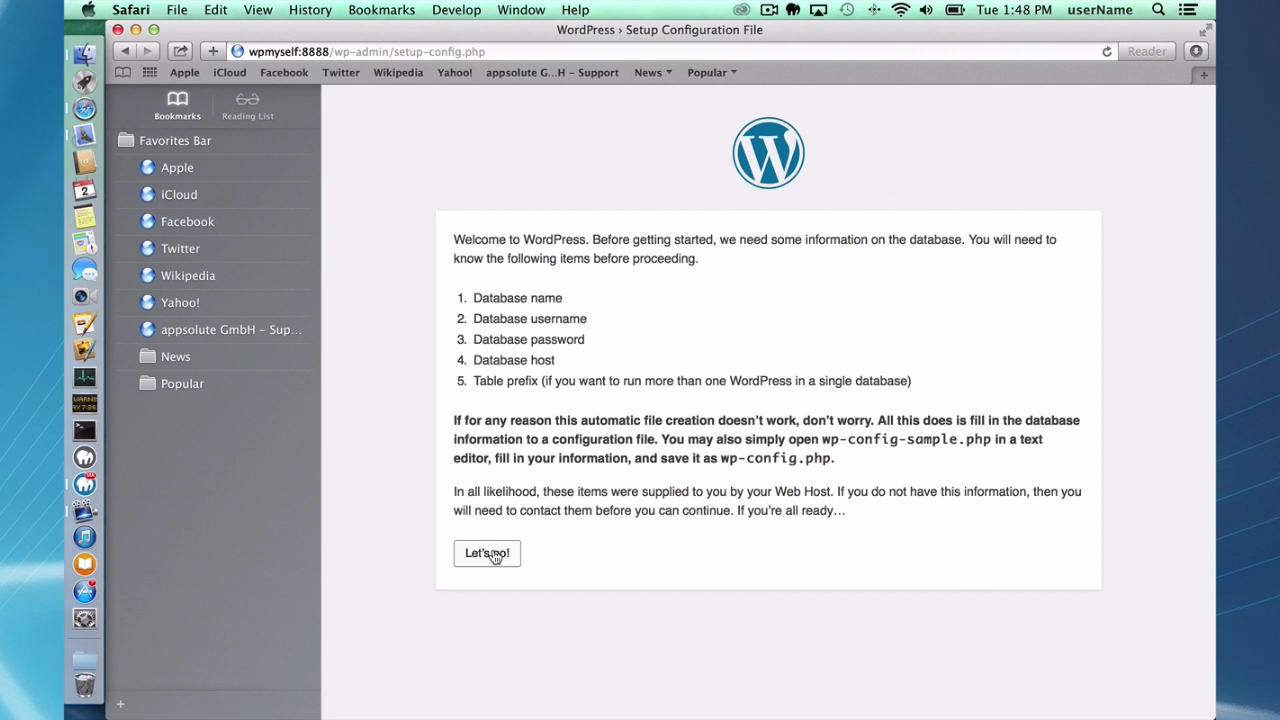 Safari File Edit View History Bookmarks Develop Window Help Tue 1:48 PM userName
WordPress › Setup Configuration File
wpmyself:8888/wp-admin/setup-config.php Reader
Apple iCloud Facebook Twitter Wikipedia Yahoo! appsolute G...H – Support News Popular
Bookmarks Reading List
Favorites Bar
Apple
iCloud
Facebook
Twitter
Wikipedia
Yahoo!
appsolute GmbH – Sup...
News
Popular
W
Welcome to WordPress. Before getting started, we need some information on the database. You will need to
know the following items before proceeding.
1. Database name
2. Database username
3. Database password
4. Database host
5. Table prefix (if you want to run more than one WordPress in a single database)
If for any reason this automatic file creation doesn’t work, don’t worry. All this does is fill in the database
information to a configuration file. You may also simply open wp-config-sample.php in a text
editor, fill in your information, and save it as wp-config.php.
In all likelihood, these items were supplied to you by your Web Host. If you do not have this information, then you
will need to contact them before you can continue. If you’re all ready…
Let’s go!